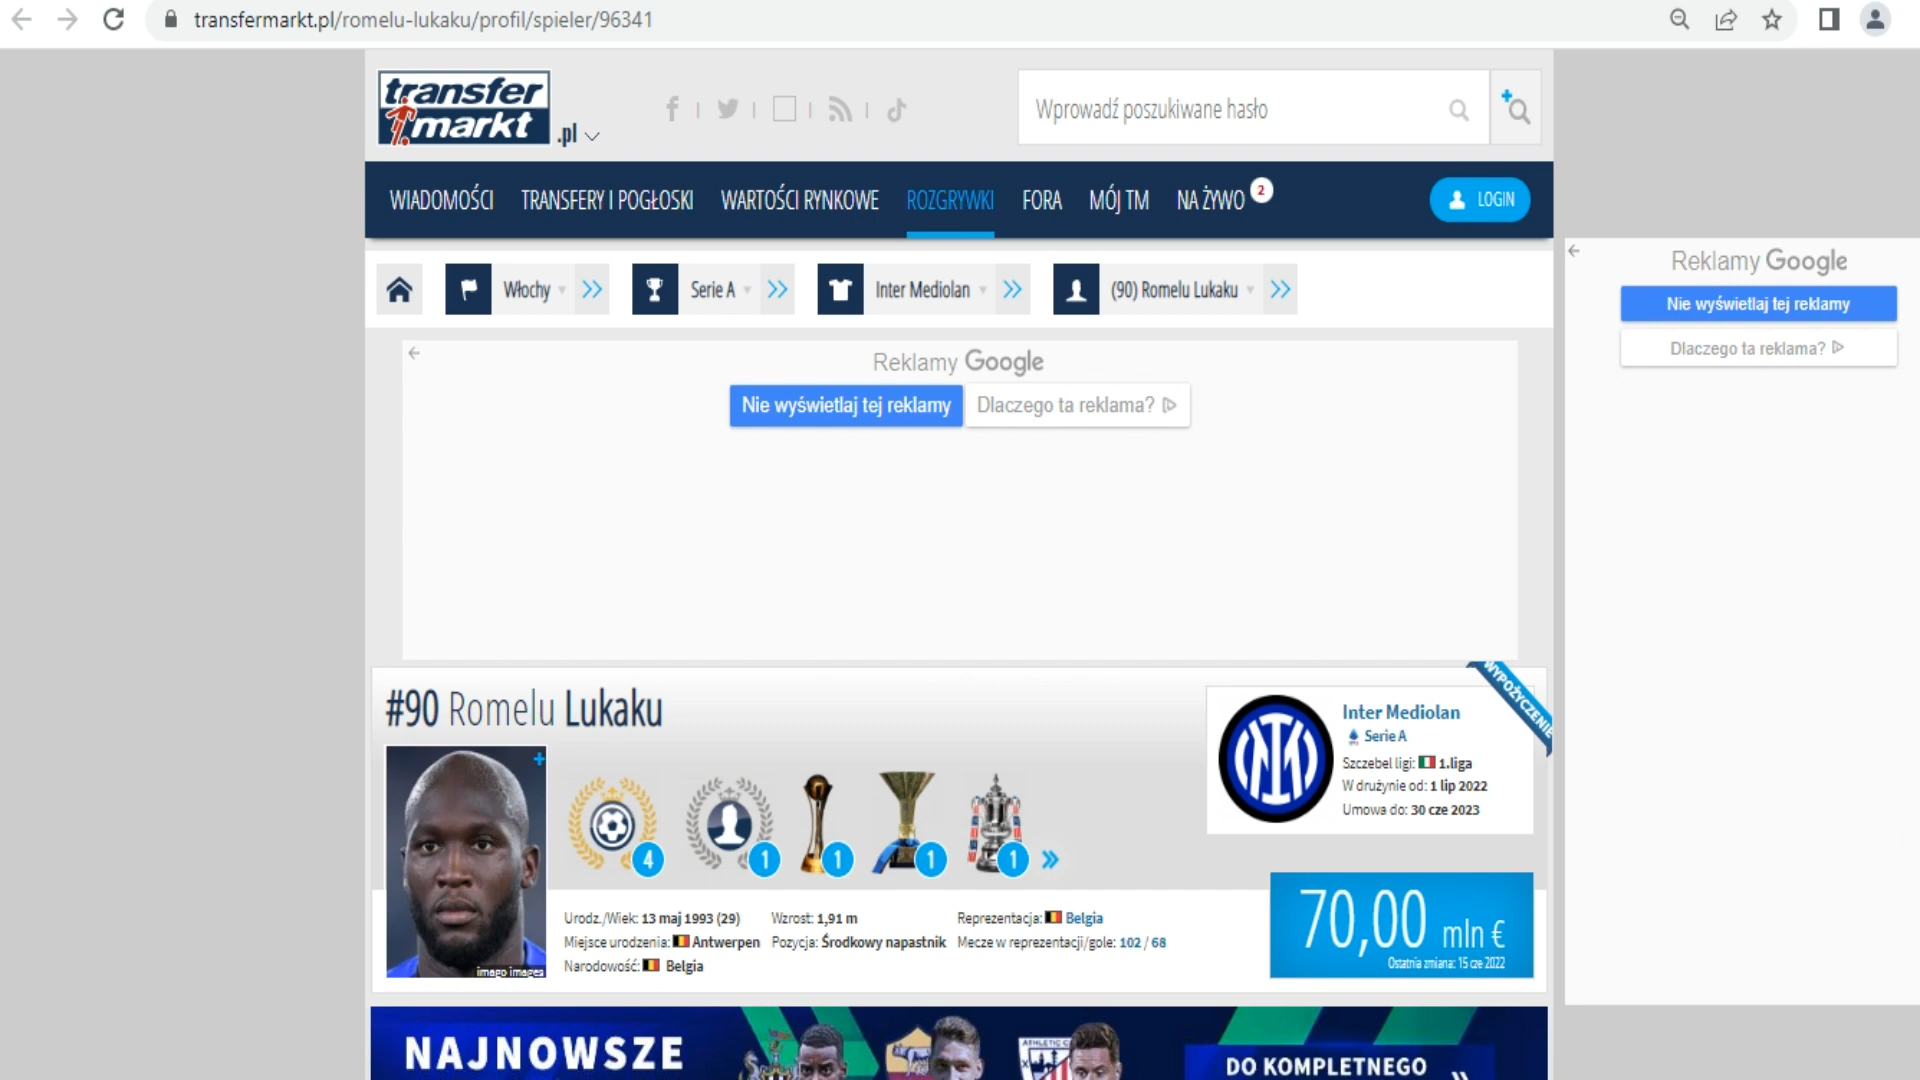 transfermarkt.pl/romelu-lukaku/profil/spieler/96341
transfer
markt
.pl
Wprowadź poszukiwane hasło
WIADOMOŚCI TRANSFERY I POGŁOSKI WARTOŚCI RYNKOWE ROZGRYWKI FORA MÓJ TM NA ŻYWO 2 LOGIN
Włochy Serie A Inter Mediolan (90) Romelu Lukaku
Reklamy Google
Nie wyświetlaj tej reklamy
Dlaczego ta reklama?
Reklamy Google
Nie wyświetlaj tej reklamy Dlaczego ta reklama?
#90 Romelu Lukaku
WYPOŻYCZENIE
Inter Mediolan
Serie A
Szczebel ligi: 1.liga
W drużynie od: 1 lip 2022
Umowa do: 30 cze 2023
4 1 1 1 1
imago images
Urodz./Wiek: 13 maj 1993 (29) Wzrost: 1,91 m Reprezentacja: Belgia
Miejsce urodzenia: Antwerpen Pozycja: Środkowy napastnik Mecze w reprezentacji/gole: 102 / 68
Narodowość: Belgia
70,00 mln €
Ostatnia zmiana: 15 cze 2022
NAJNOWSZE
ATHLETIC C
DO KOMPLETNEGO